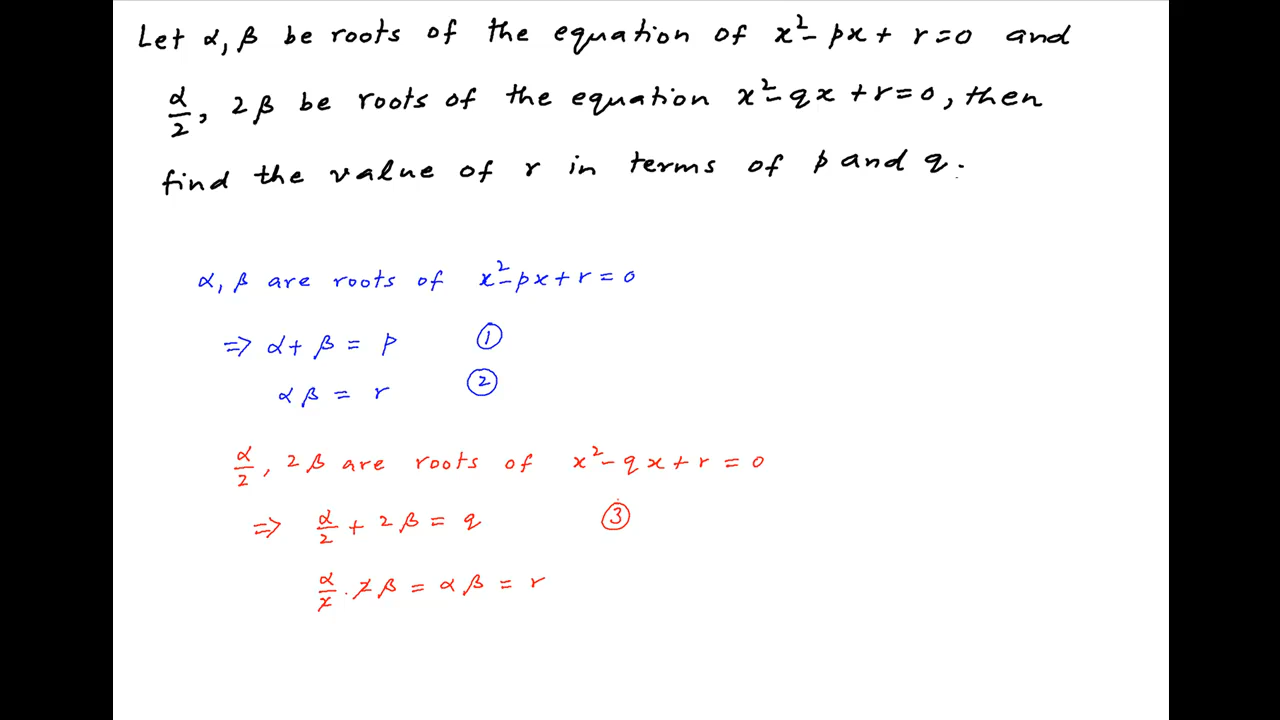 Let α, β be roots of the equation of x² - px + r = 0 and
α/2, 2β be roots of the equation x² - qx + r = 0, then
find the value of r in terms of p and q.
α, β are roots of x² - px + r = 0
⇒ α + β = p ①
αβ = r ②
α/2, 2β are roots of x² - qx + r = 0
⇒ α/2 + 2β = q ③
α/2 · 2β = αβ = r